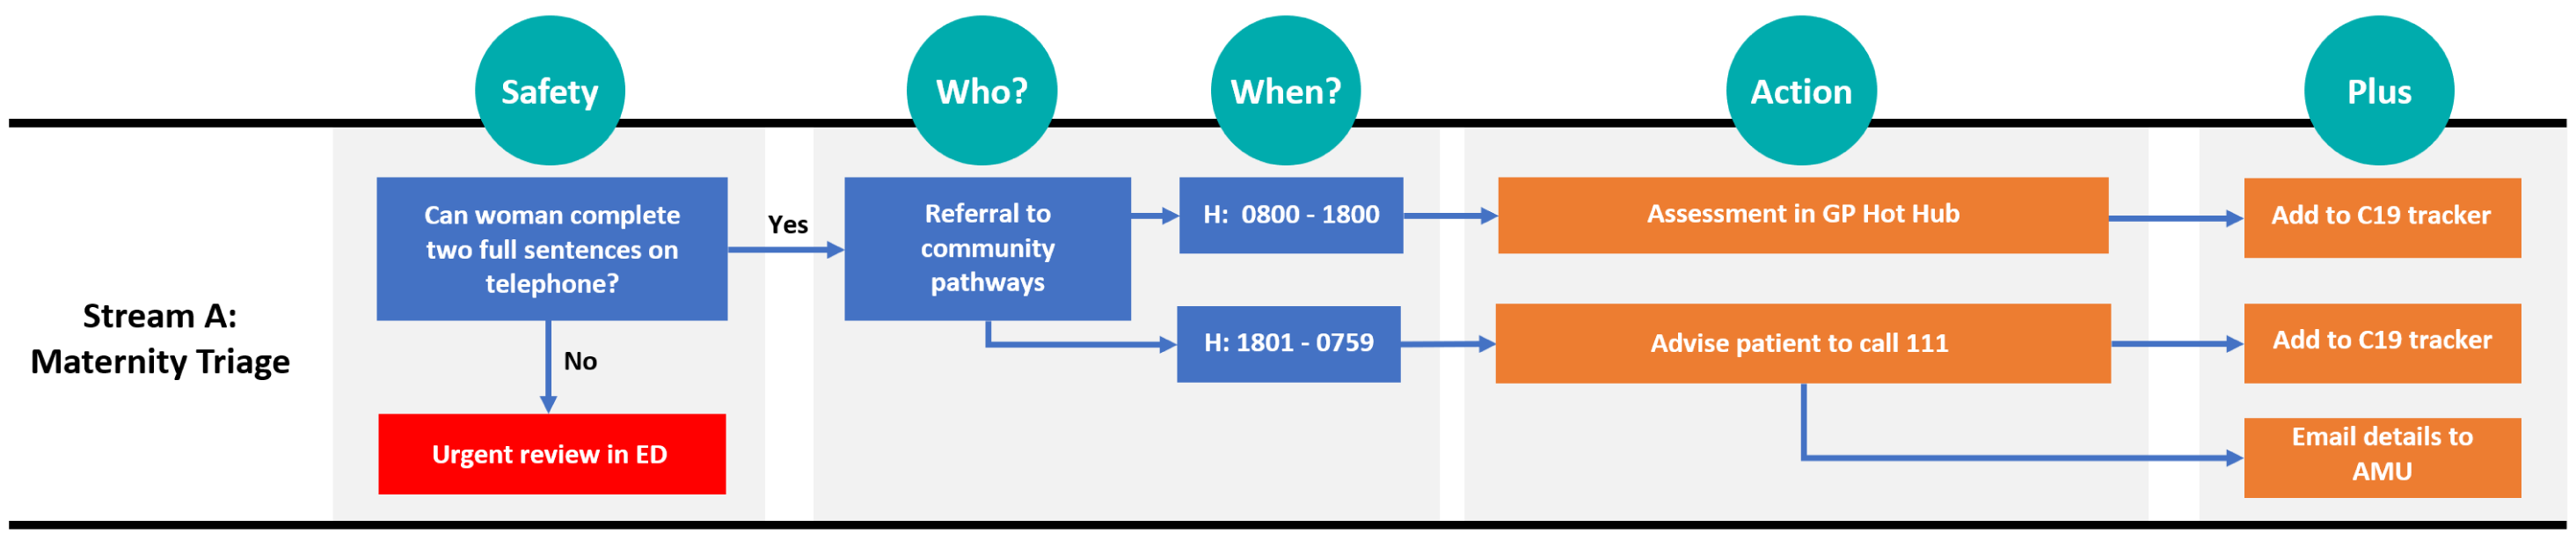 Safety
Who?
When?
Action
Plus
Stream A:
Maternity Triage
Can woman complete
two full sentences on
telephone?
Yes
No
Urgent review in ED
Referral to
community
pathways
H:  0800 - 1800
H: 1801 - 0759
Assessment in GP Hot Hub
Advise patient to call 111
Add to C19 tracker
Add to C19 tracker
Email details to
AMU